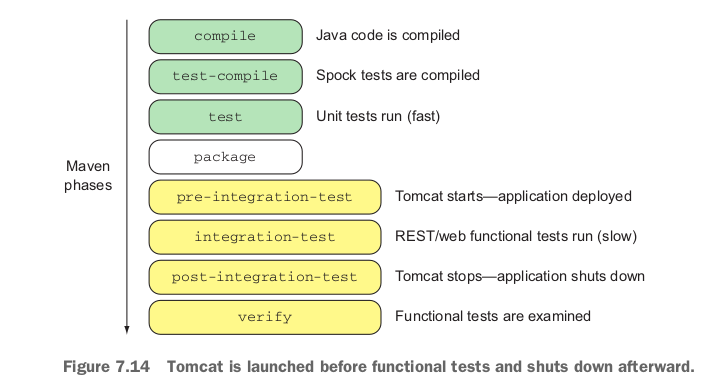 compile Java code is compiled
test-compile Spock tests are compiled
test Unit tests run (fast)
package
Maven
phases
pre-integration-test Tomcat starts—application deployed
integration-test REST/web functional tests run (slow)
post-integration-test Tomcat stops—application shuts down
verify Functional tests are examined
Figure 7.14 Tomcat is launched before functional tests and shuts down afterward.